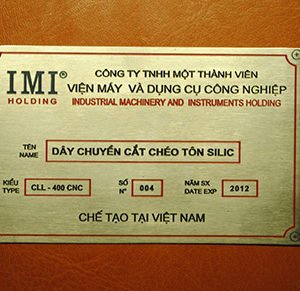 IMI®
HOLDING
CÔNG TY TNHH MỘT THÀNH VIÊN
VIỆN MÁY VÀ DỤNG CỤ CÔNG NGHIỆP
INDUSTRIAL MACHINERY AND INSTRUMENTS HOLDING
TÊN
NAME
DÂY CHUYỀN CẮT CHÉO TÔN SILIC
KIỂU
TYPE
CLL - 400 CNC
SỐ
N°
004
NĂM SX
DATE EXP
2012
CHẾ TẠO TẠI VIỆT NAM